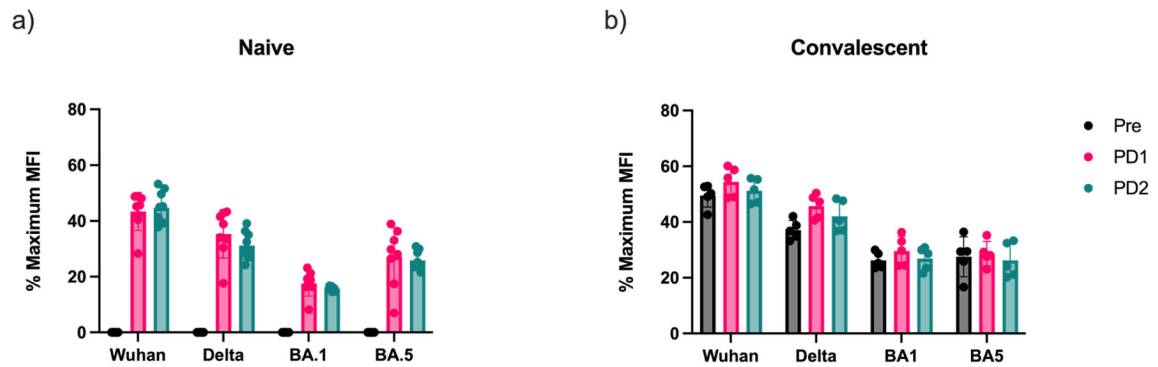 a)
Naive
% Maximum MFI
80
60
40
20
0
Wuhan Delta BA.1 BA.5
b)
Convalescent
% Maximum MFI
80
60
40
20
0
Wuhan Delta BA1 BA5
Pre
PD1
PD2